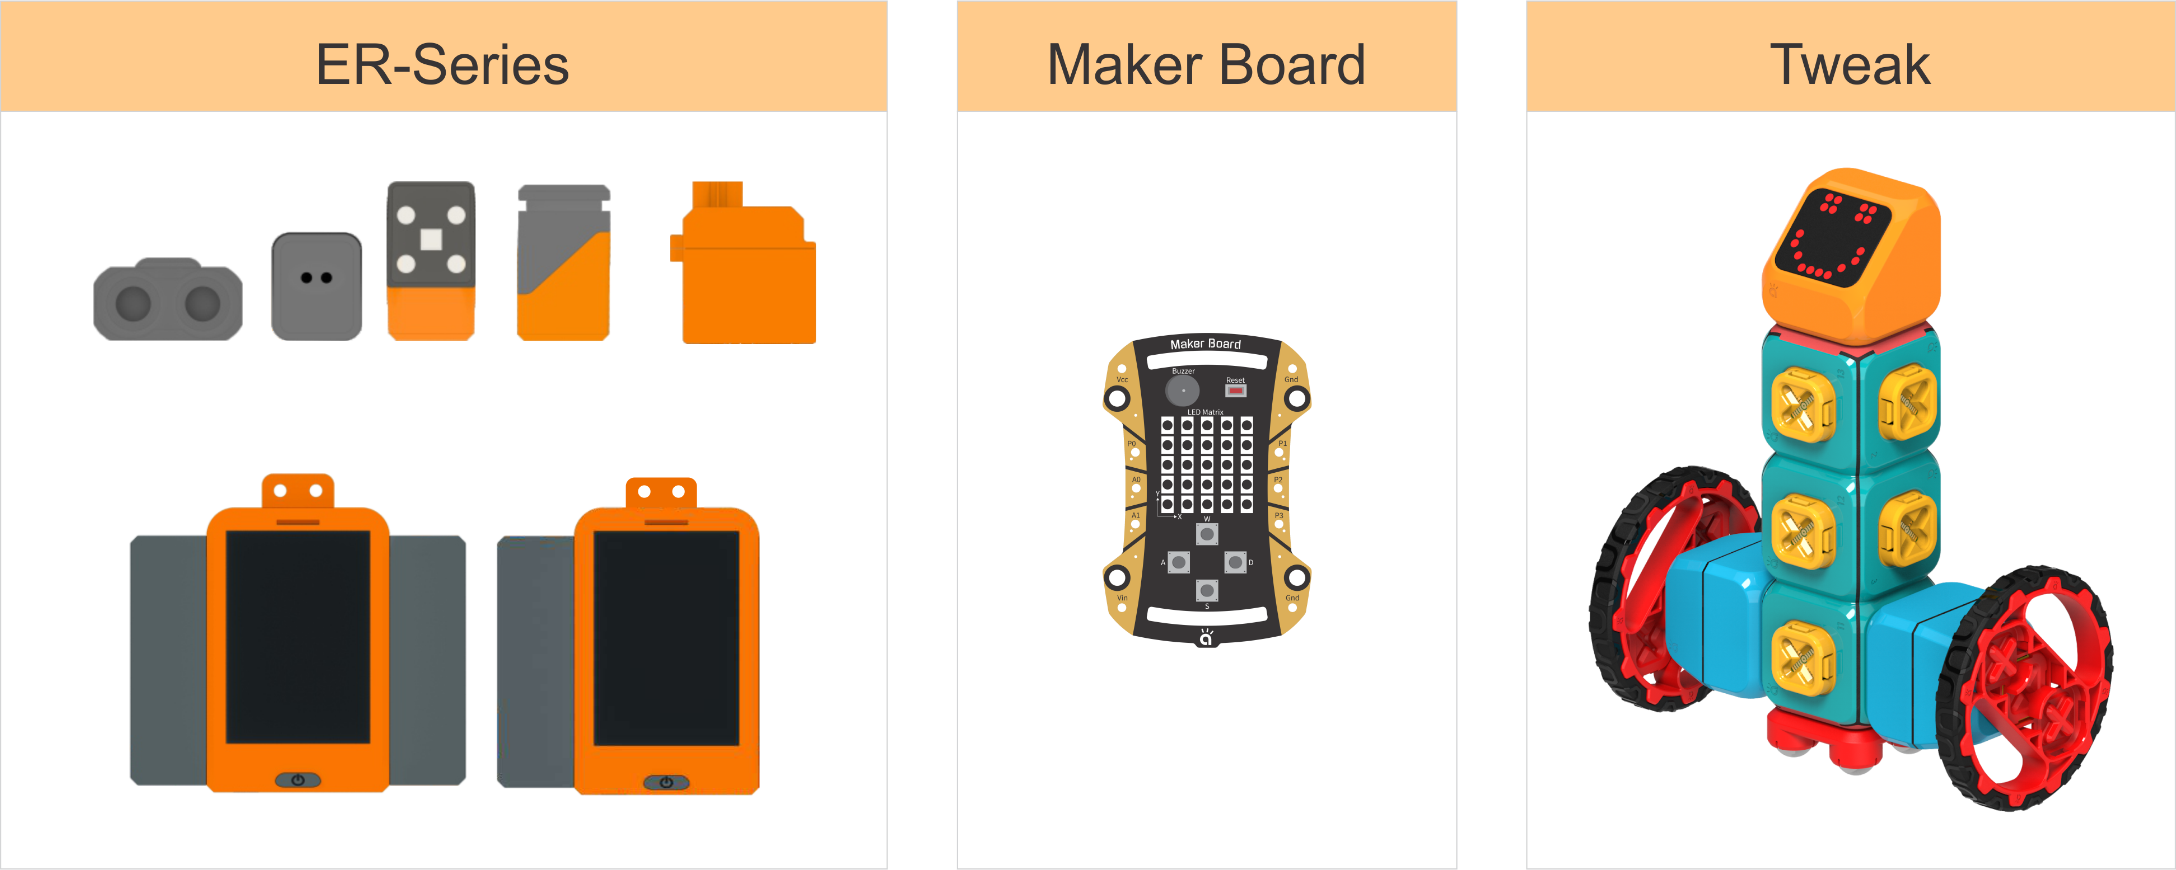 ER-Series
Maker Board
Tweak
Maker Board
Buzzer
Reset
Vcc
Gnd
LED Matrix
P0
P1
A0
P2
Y
A1
P3
X
W
A
D
Vin
S
Gnd